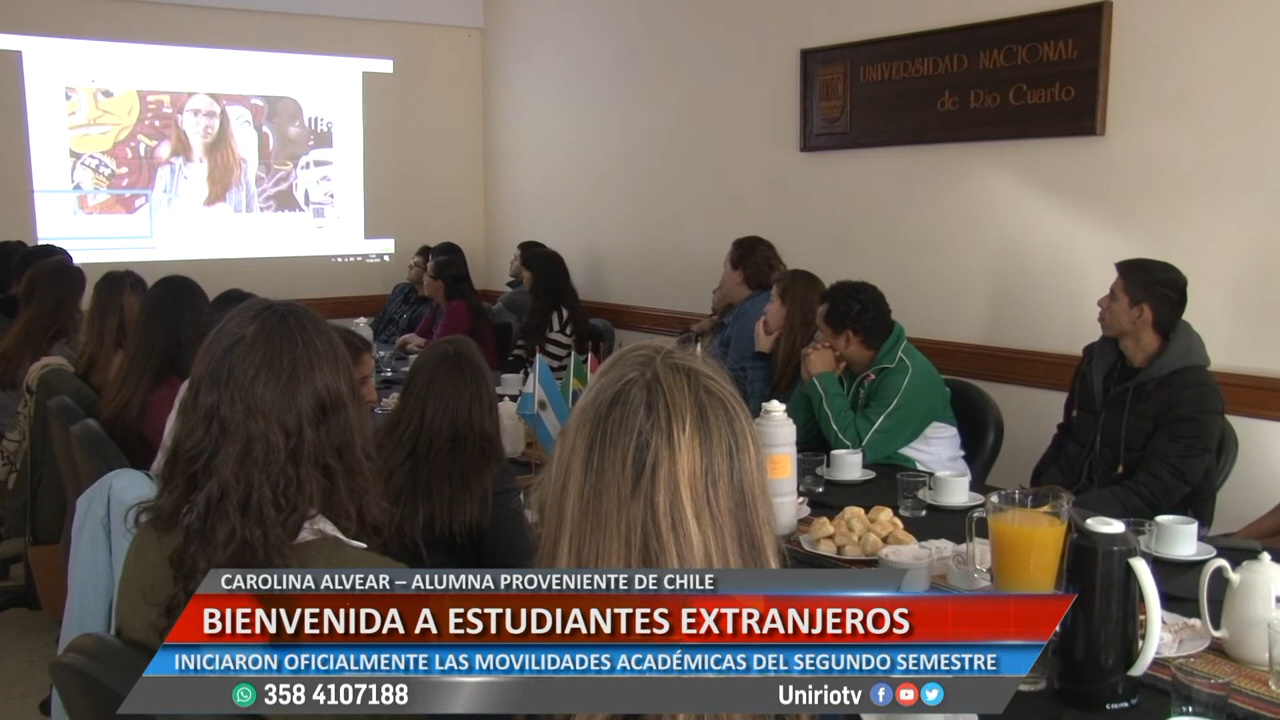 UNIVERSIDAD NACIONAL
de Río Cuarto
CAROLINA ALVEAR – ALUMNA PROVENIENTE DE CHILE
BIENVENIDA A ESTUDIANTES EXTRANJEROS
INICIARON OFICIALMENTE LAS MOVILIDADES ACADÉMICAS DEL SEGUNDO SEMESTRE
358 4107188
Uniriotv